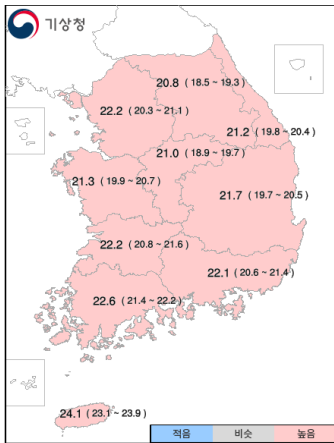 기상청
20.8 ( 18.5 ~ 19.3 )
22.2 ( 20.3 ~ 21.1 )
21.2 ( 19.8 ~ 20.4 )
21.0 ( 18.9 ~ 19.7 )
21.3 ( 19.9 ~ 20.7 )
21.7 ( 19.7 ~ 20.5 )
22.2 ( 20.8 ~ 21.6 )
22.1 ( 20.6 ~ 21.4 )
22.6 ( 21.4 ~ 22.2 )
24.1 ( 23.1 ~ 23.9 )
적음 비슷 높음